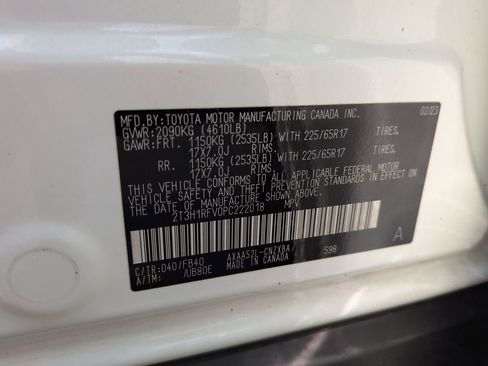 MFD.BY:TOYOTA MOTOR MANUFACTURING CANADA INC. 02/23
GVWR:2090KG (4610LB)
GAWR:FRT. 1150KG (2535LB) WITH 225/65R17 TIRES,
17X7.0J RIMS,
RR. 1150KG (2535LB) WITH 225/65R17 TIRES,
17X7.0J RIMS.
THIS VEHICLE CONFORMS TO ALL APPLICABLE FEDERAL MOTOR
VEHICLE SAFETY AND THEFT PREVENTION STANDARDS IN EFFECT
ON THE DATE OF MANUFACTURE SHOWN ABOVE.
2T3H1RFV0PC222018 MPV
C/TR:040/FB40 AXAA52L-CNZXBA 598 A
A/TM: /UB80E MADE IN CANADA